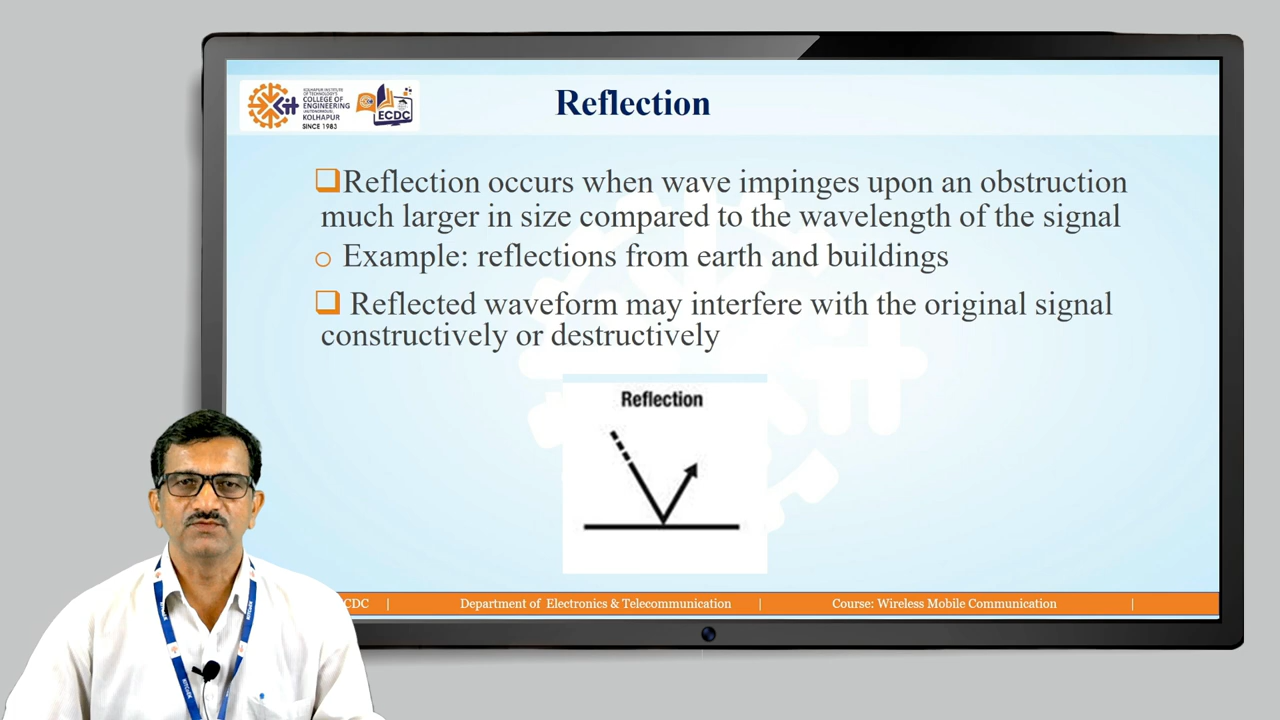 KOLHAPUR INSTITUTE
OF TECHNOLOGY'S
COLLEGE OF
ENGINEERING
(AUTONOMOUS),
KOLHAPUR
SINCE 1983
ECDC
Reflection
Reflection occurs when wave impinges upon an obstruction
much larger in size compared to the wavelength of the signal
Example: reflections from earth and buildings
Reflected waveform may interfere with the original signal
constructively or destructively
Reflection
CDC | Department of Electronics & Telecommunication | Course: Wireless Mobile Communication |